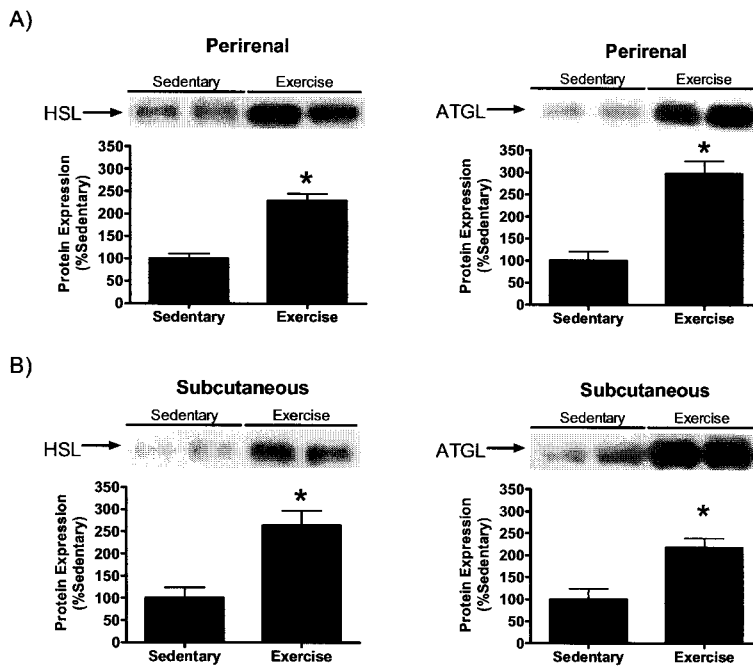 A)
Perirenal
Sedentary Exercise
HSL
Protein Expression
(%Sedentary)
350
300
250
200
150
100
50
0
*
Sedentary Exercise
Perirenal
Sedentary Exercise
ATGL
Protein Expression
(%Sedentary)
350
300
250
200
150
100
50
0
*
Sedentary Exercise
B)
Subcutaneous
Sedentary Exercise
HSL
Protein Expression
(%Sedentary)
350
300
250
200
150
100
50
0
*
Sedentary Exercise
Subcutaneous
Sedentary Exercise
ATGL
Protein Expression
(%Sedentary)
350
300
250
200
150
100
50
0
*
Sedentary Exercise